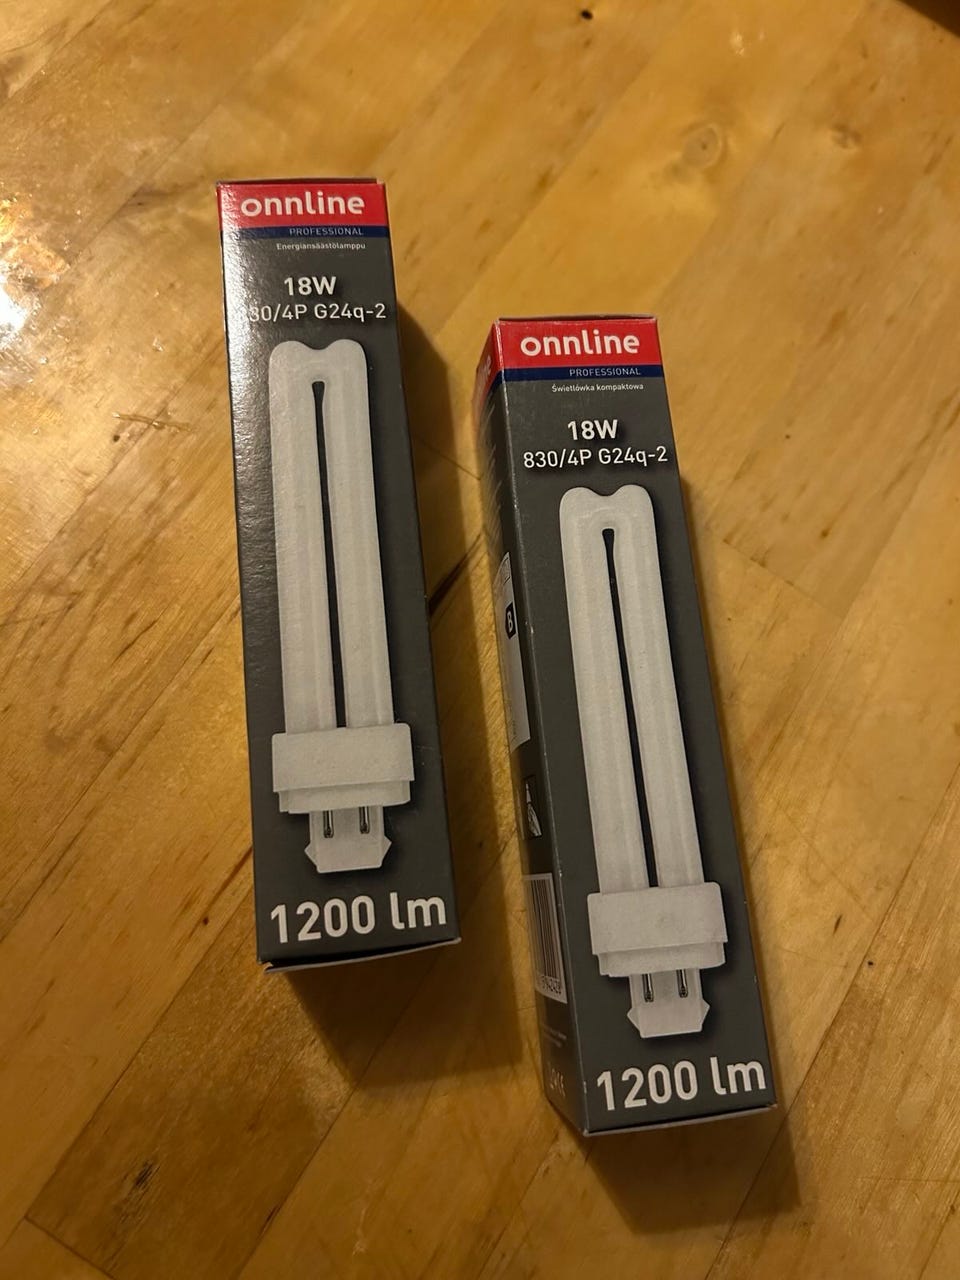 onnline
PROFESSIONAL
Energiansäästölamppu
18W
30/4P G24q-2
1200 lm
onnline
PROFESSIONAL
Świetlówka kompaktowa
18W
830/4P G24q-2
B
1200 lm